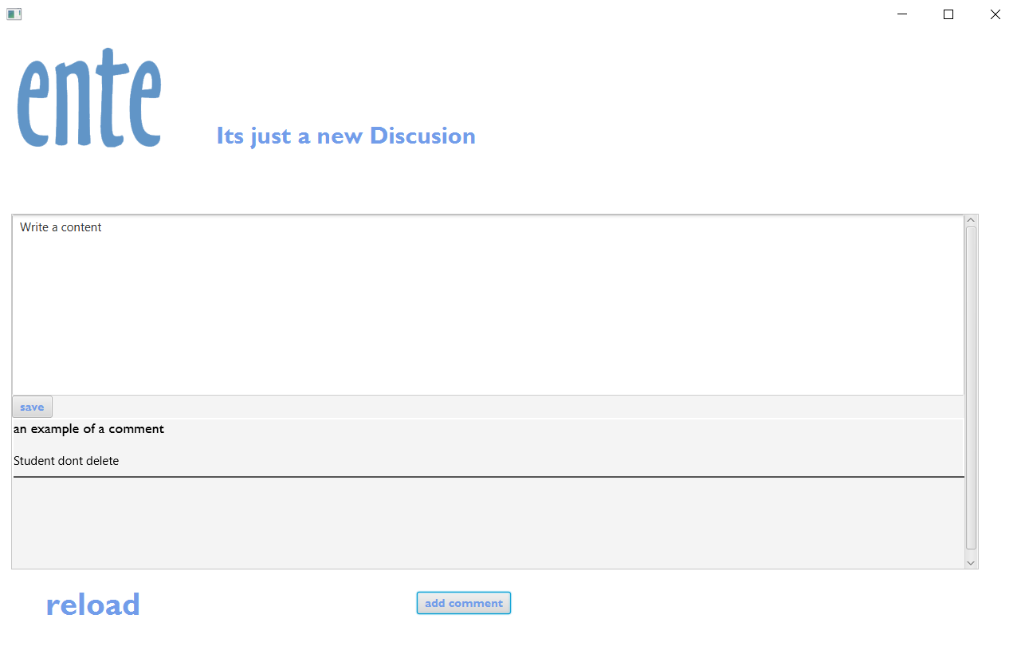 ente
Its just a new Discusion
Write a content
save
an example of a comment
Student dont delete
reload
add comment